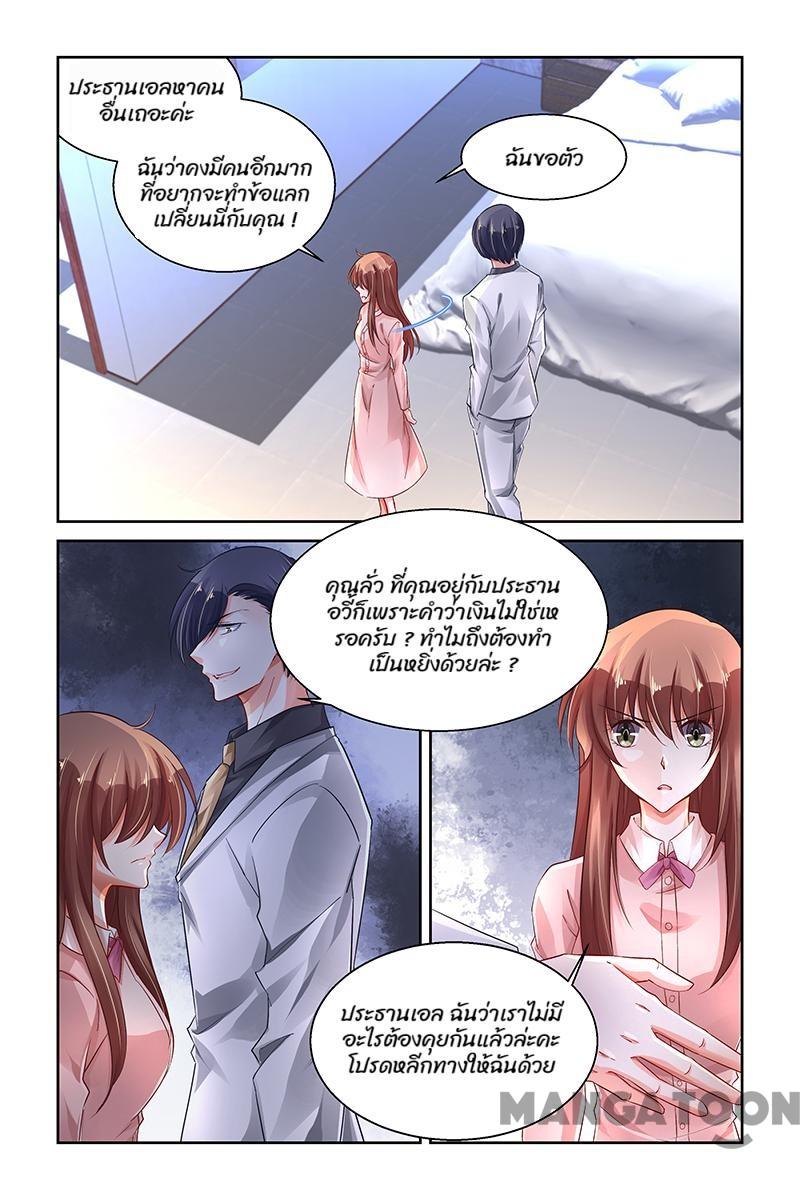 ประธานเอลหาคน
อื่นเถอะค่ะ
ฉันว่าคงมีคนอีกมาก
ที่อยากจะทำข้อแลก
เปลี่ยนนี่กับคุณ !
ฉันขอตัว
คุณลั่ว ที่คุณอยู่กับประธาน
อวี้ก็เพราะคำว่าเงินไม่ใช่เห
รอครับ ? ทำไมถึงต้องทำ
เป็นหยิ่งด้วยล่ะ ?
ประธานเอล ฉันว่าเราไม่มี
อะไรต้องคุยกันแล้วล่ะคะ
โปรดหลีกทางให้ฉันด้วย
MANGA TOON